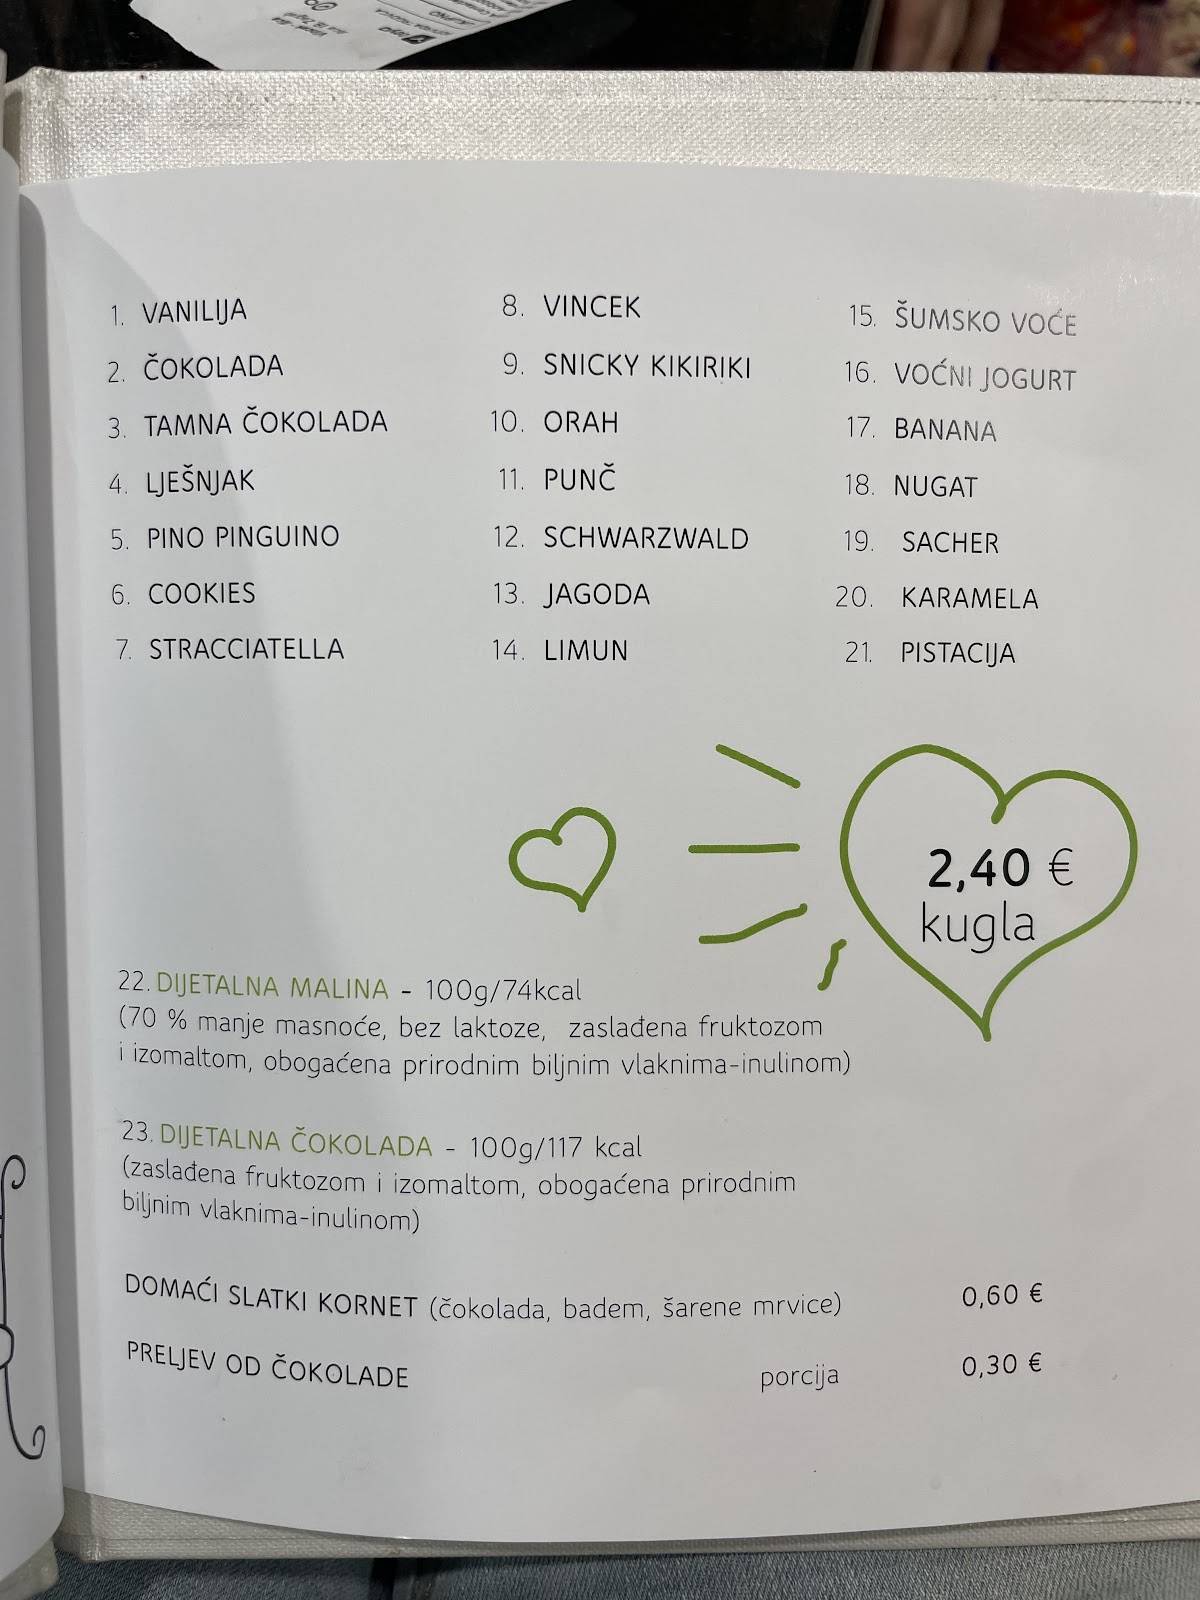 1. VANILIJA
2. ČOKOLADA
3. TAMNA ČOKOLADA
4. LJEŠNJAK
5. PINO PINGUINO
6. COOKIES
7. STRACCIATELLA
8. VINCEK
9. SNICKY KIKIRIKI
10. ORAH
11. PUNČ
12. SCHWARZWALD
13. JAGODA
14. LIMUN
15. ŠUMSKO VOĆE
16. VOĆNI JOGURT
17. BANANA
18. NUGAT
19. SACHER
20. KARAMELA
21. PISTACIJA
2,40 €
kugla
22. DIJETALNA MALINA - 100g/74kcal
(70 % manje masnoće, bez laktoze, zaslađena fruktozom
i izomaltom, obogaćena prirodnim biljnim vlaknima-inulinom)
23. DIJETALNA ČOKOLADA - 100g/117 kcal
(zaslađena fruktozom i izomaltom, obogaćena prirodnim
biljnim vlaknima-inulinom)
DOMAĆI SLATKI KORNET (čokolada, badem, šarene mrvice) 0,60 €
PRELJEV OD ČOKOLADE porcija 0,30 €